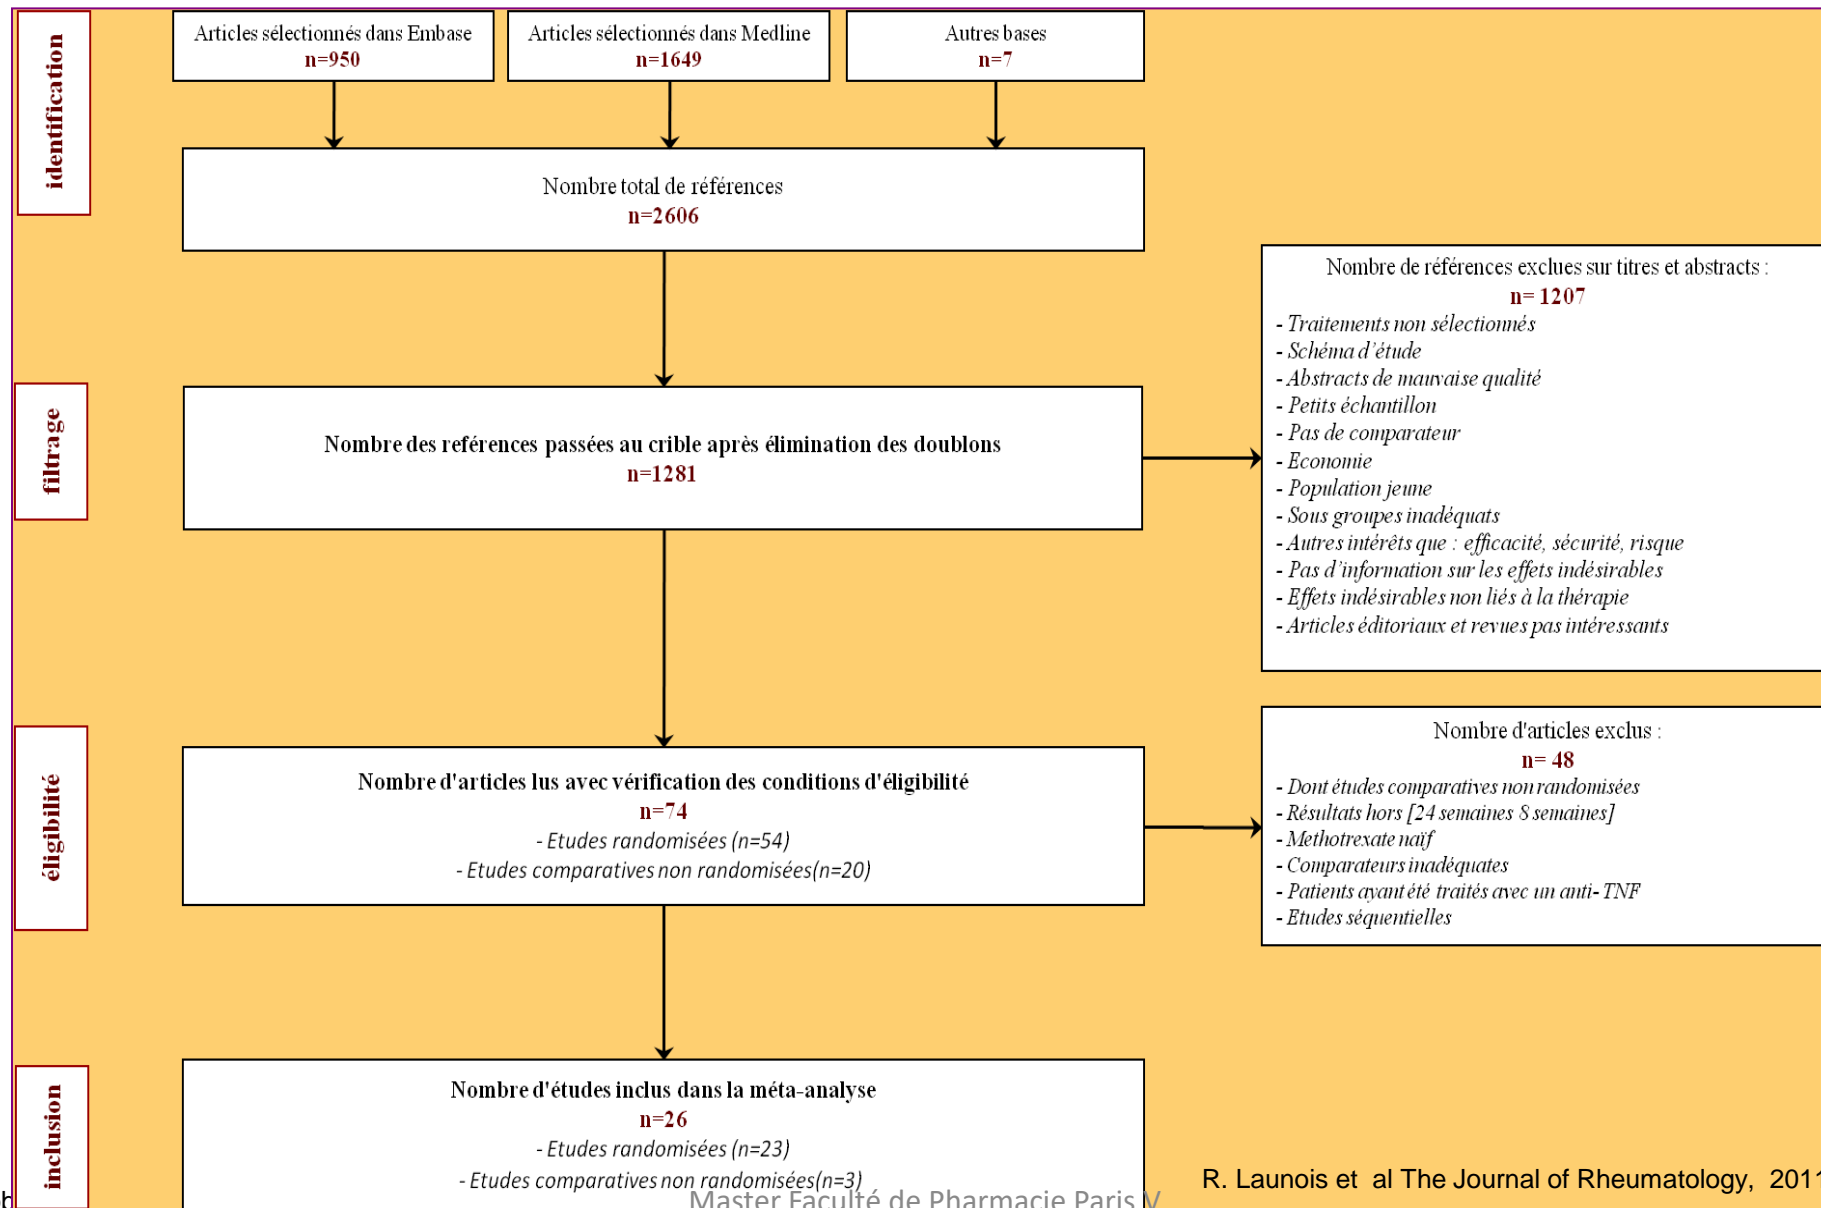 identification
Articles sélectionnés dans Embase
n=950
Articles sélectionnés dans Medline
n=1649
Autres bases
n=7
Nombre total de références
n=2606
filtrage
Nombre des reférences passées au crible après élimination des doublons
n=1281
Nombre de références exclues sur titres et abstracts :
n= 1207
- Traitements non sélectionnés
- Schéma d'étude
- Abstracts de mauvaise qualité
- Petits échantillon
- Pas de comparateur
- Economie
- Population jeune
- Sous groupes inadéquats
- Autres intérêts que : efficacité, sécurité, risque
- Pas d'information sur les effets indésirables
- Effets indésirables non liés à la thérapie
- Articles éditoriaux et revues pas intéressants
éligibilité
Nombre d'articles lus avec vérification des conditions d'éligibilité
n=74
- Etudes randomisées (n=54)
- Etudes comparatives non randomisées(n=20)
Nombre d'articles exclus :
n= 48
- Dont études comparatives non randomisées
- Résultats hors [24 semaines 8 semaines]
- Methotrexate naïf
- Comparateurs inadéquates
- Patients ayant été traités avec un anti- TNF
- Etudes séquentielles
inclusion
Nombre d'études inclus dans la méta-analyse
n=26
- Etudes randomisées (n=23)
- Etudes comparatives non randomisées(n=3)
R. Launois et al The Journal of Rheumatology, 2011
Master Faculté de Pharmacie Paris V